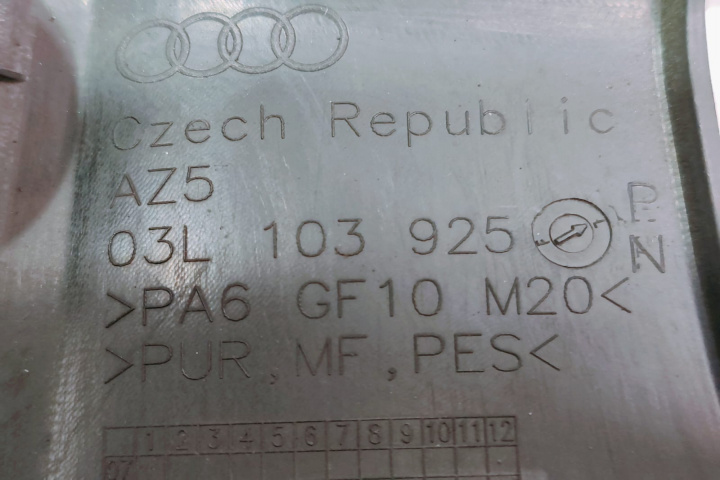 Czech Republic
AZ5
03L 103 925 P
N
>PA6 GF10 M20<
>PUR, MF, PES<
1 2 3 4 5 6 7 8 9 10 11 12
07